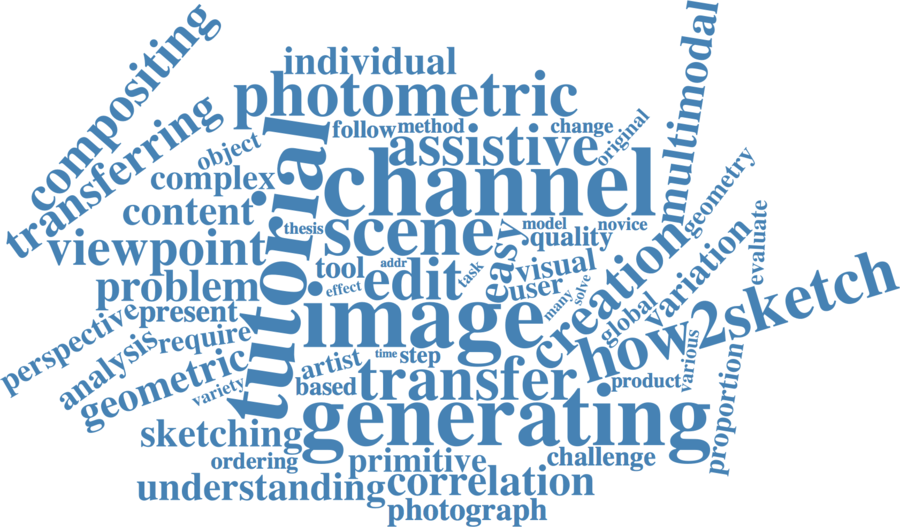 compositing
multimodal
individual
photometric
transferring
tutorial
follow
method
change
original
object
assistive
complex
channel
geometry
content
thesis
scene
model
novice
viewpoint
easy
quality
creation
variation
evaluate
tool
addr
edit
task
visual
problem
effect
user
solve
many
how2sketch
perspective
present
image
global
analysis
require
various
proportion
geometric
artist
time
step
variety
based
transfer
product
generating
sketching
ordering
primitive
challenge
understanding
correlation
photograph